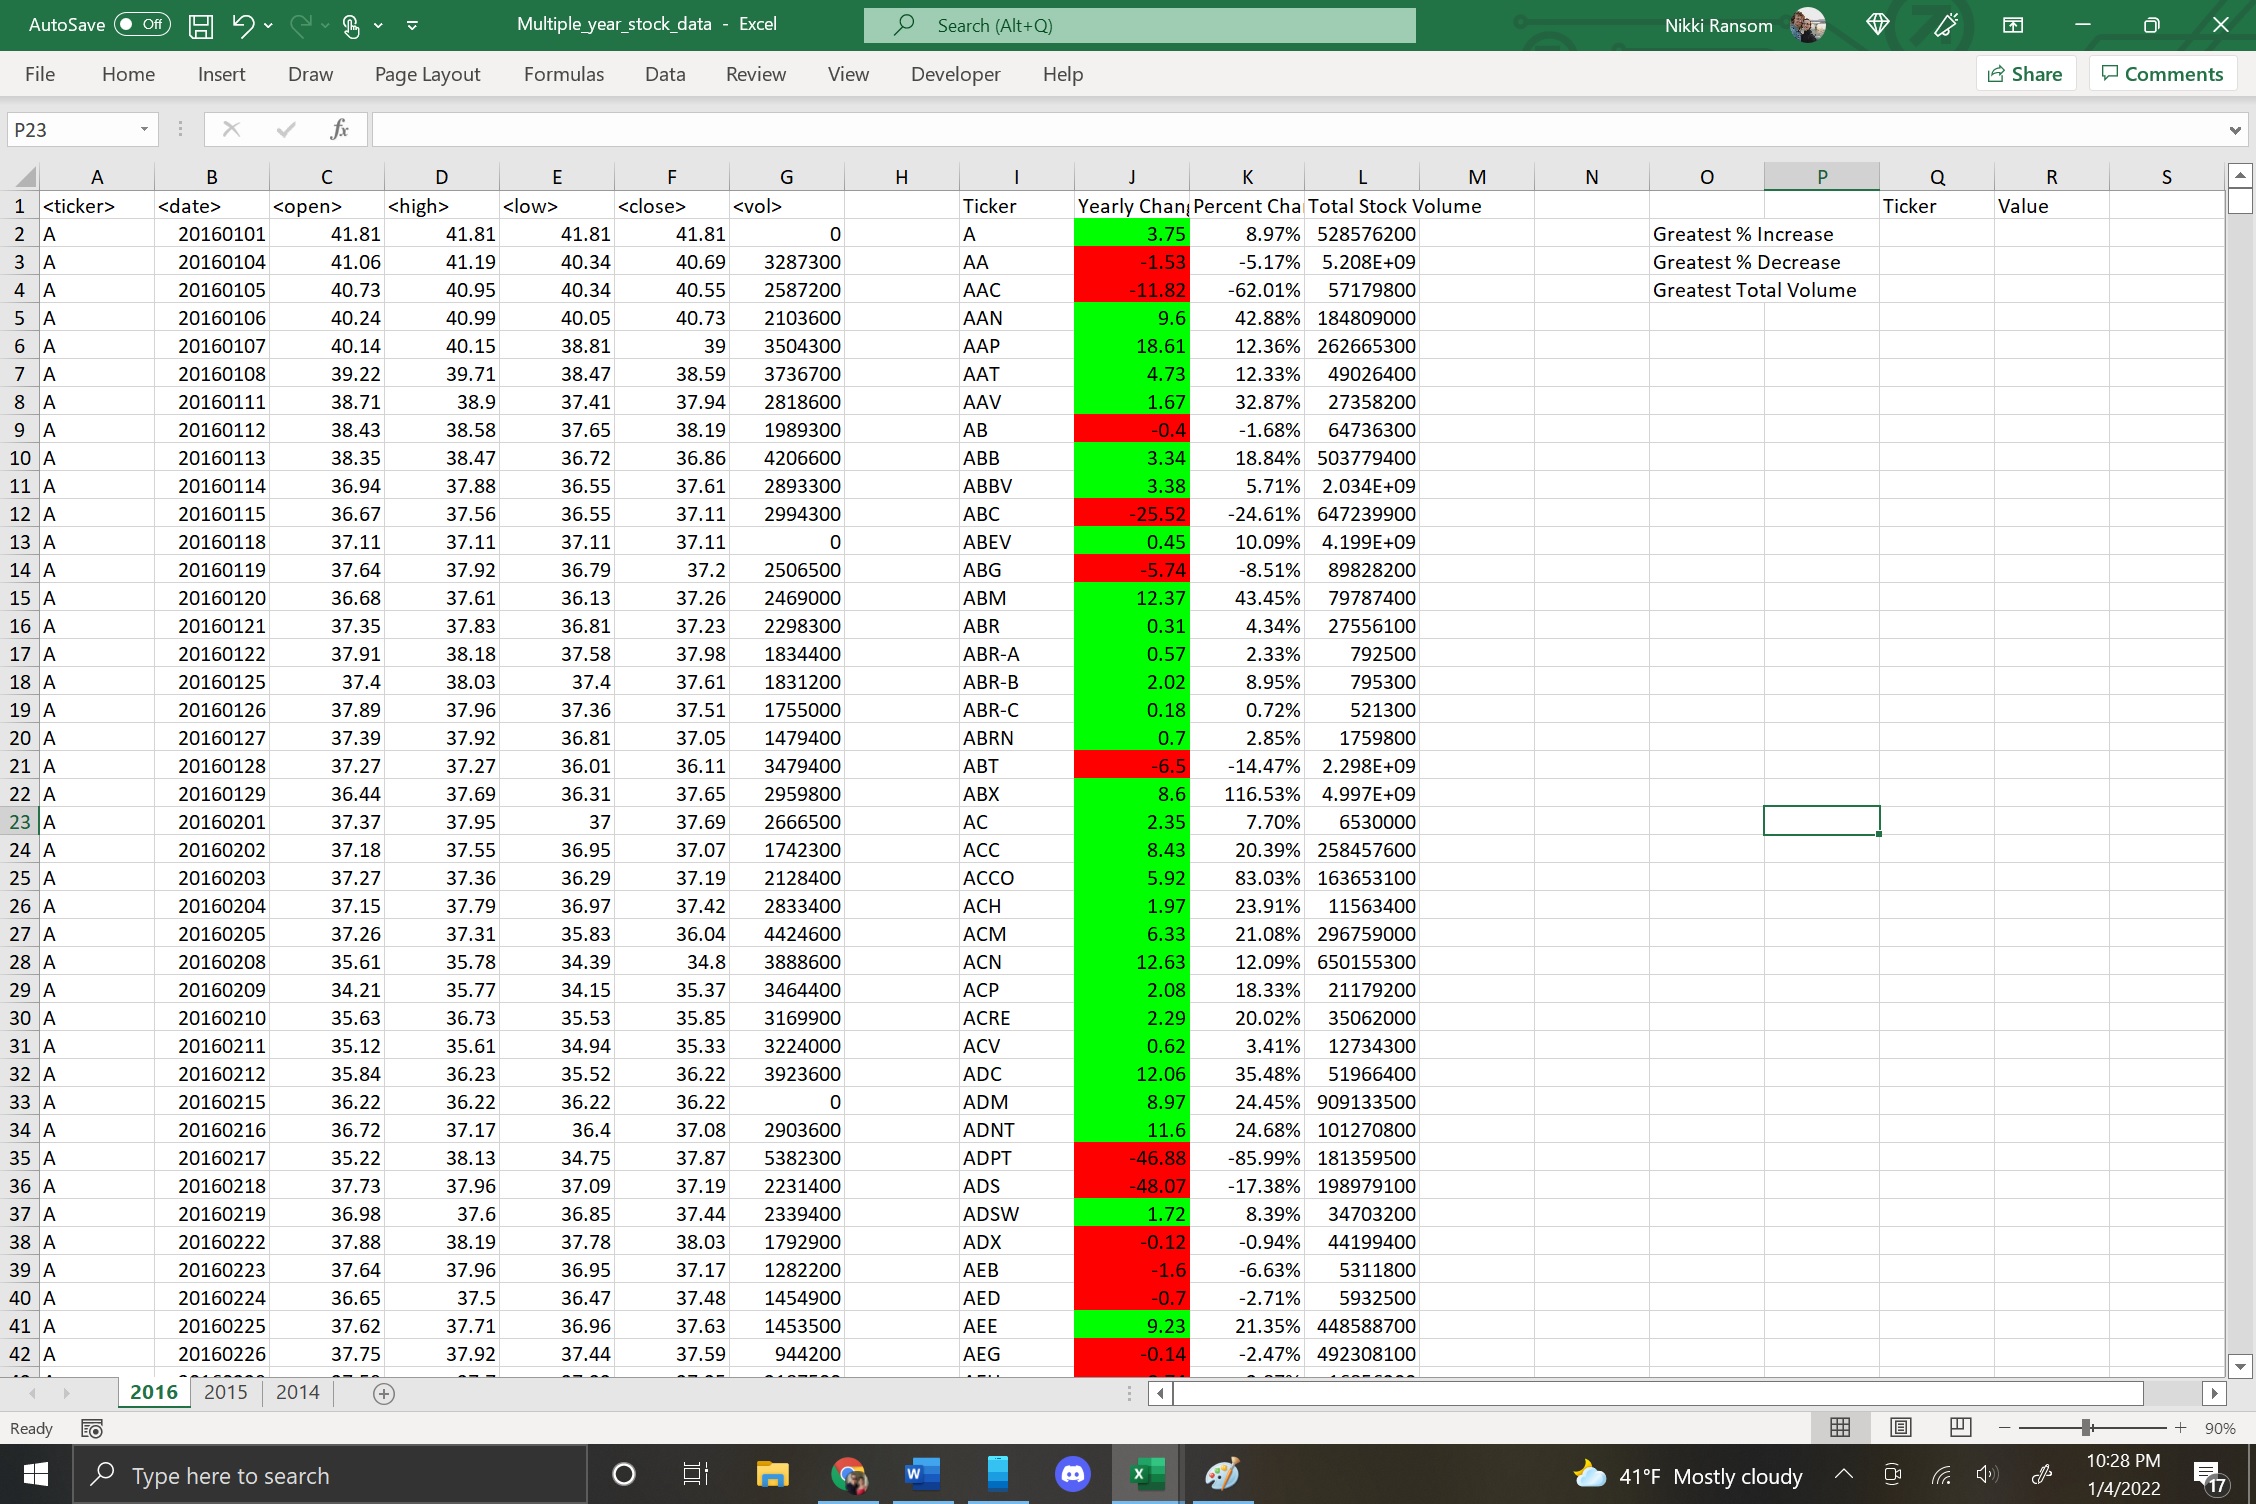 AutoSave Off Multiple_year_stock_data - Excel Search (Alt+Q) Nikki Ransom
File Home Insert Draw Page Layout Formulas Data Review View Developer Help Share Comments
P23 fx
A B C D E F G H I J K L M N O P Q R S
1 <ticker> <date> <open> <high> <low> <close> <vol> Ticker Yearly Chang Percent Cha Total Stock Volume Ticker Value
2 A 20160101 41.81 41.81 41.81 41.81 0 A 3.75 8.97% 528576200 Greatest % Increase
3 A 20160104 41.06 41.19 40.34 40.69 3287300 AA -1.53 -5.17% 5.208E+09 Greatest % Decrease
4 A 20160105 40.73 40.95 40.34 40.55 2587200 AAC -11.82 -62.01% 57179800 Greatest Total Volume
5 A 20160106 40.24 40.99 40.05 40.73 2103600 AAN 9.6 42.88% 184809000
6 A 20160107 40.14 40.15 38.81 39 3504300 AAP 18.61 12.36% 262665300
7 A 20160108 39.22 39.71 38.47 38.59 3736700 AAT 4.73 12.33% 49026400
8 A 20160111 38.71 38.9 37.41 37.94 2818600 AAV 1.67 32.87% 27358200
9 A 20160112 38.43 38.58 37.65 38.19 1989300 AB -0.4 -1.68% 64736300
10 A 20160113 38.35 38.47 36.72 36.86 4206600 ABB 3.34 18.84% 503779400
11 A 20160114 36.94 37.88 36.55 37.61 2893300 ABBV 3.38 5.71% 2.034E+09
12 A 20160115 36.67 37.56 36.55 37.11 2994300 ABC -25.52 -24.61% 647239900
13 A 20160118 37.11 37.11 37.11 37.11 0 ABEV 0.45 10.09% 4.199E+09
14 A 20160119 37.64 37.92 36.79 37.2 2506500 ABG -5.74 -8.51% 89828200
15 A 20160120 36.68 37.61 36.13 37.26 2469000 ABM 12.37 43.45% 79787400
16 A 20160121 37.35 37.83 36.81 37.23 2298300 ABR 0.31 4.34% 27556100
17 A 20160122 37.91 38.18 37.58 37.98 1834400 ABR-A 0.57 2.33% 792500
18 A 20160125 37.4 38.03 37.4 37.61 1831200 ABR-B 2.02 8.95% 795300
19 A 20160126 37.89 37.96 37.36 37.51 1755000 ABR-C 0.18 0.72% 521300
20 A 20160127 37.39 37.92 36.81 37.05 1479400 ABRN 0.7 2.85% 1759800
21 A 20160128 37.27 37.27 36.01 36.11 3479400 ABT -6.5 -14.47% 2.298E+09
22 A 20160129 36.44 37.69 36.31 37.65 2959800 ABX 8.6 116.53% 4.997E+09
23 A 20160201 37.37 37.95 37 37.69 2666500 AC 2.35 7.70% 6530000
24 A 20160202 37.18 37.55 36.95 37.07 1742300 ACC 8.43 20.39% 258457600
25 A 20160203 37.27 37.36 36.29 37.19 2128400 ACCO 5.92 83.03% 163653100
26 A 20160204 37.15 37.79 36.97 37.42 2833400 ACH 1.97 23.91% 11563400
27 A 20160205 37.26 37.31 35.83 36.04 4424600 ACM 6.33 21.08% 296759000
28 A 20160208 35.61 35.78 34.39 34.8 3888600 ACN 12.63 12.09% 650155300
29 A 20160209 34.21 35.77 34.15 35.37 3464400 ACP 2.08 18.33% 21179200
30 A 20160210 35.63 36.73 35.53 35.85 3169900 ACRE 2.29 20.02% 35062000
31 A 20160211 35.12 35.61 34.94 35.33 3224000 ACV 0.62 3.41% 12734300
32 A 20160212 35.84 36.23 35.52 36.22 3923600 ADC 12.06 35.48% 51966400
33 A 20160215 36.22 36.22 36.22 36.22 0 ADM 8.97 24.45% 909133500
34 A 20160216 36.72 37.17 36.4 37.08 2903600 ADNT 11.6 24.68% 101270800
35 A 20160217 35.22 38.13 34.75 37.87 5382300 ADPT -46.88 -85.99% 181359500
36 A 20160218 37.73 37.96 37.09 37.19 2231400 ADS -48.07 -17.38% 198979100
37 A 20160219 36.98 37.6 36.85 37.44 2339400 ADSW 1.72 8.39% 34703200
38 A 20160222 37.88 38.19 37.78 38.03 1792900 ADX -0.12 -0.94% 44199400
39 A 20160223 37.64 37.96 36.95 37.17 1282200 AEB -1.6 -6.63% 5311800
40 A 20160224 36.65 37.5 36.47 37.48 1454900 AED -0.7 -2.71% 5932500
41 A 20160225 37.62 37.71 36.96 37.63 1453500 AEE 9.23 21.35% 448588700
42 A 20160226 37.75 37.92 37.44 37.59 944200 AEG -0.14 -2.47% 492308100
2016 2015 2014
Ready 90%
Type here to search W X 41°F Mostly cloudy 10:28 PM
1/4/2022 17